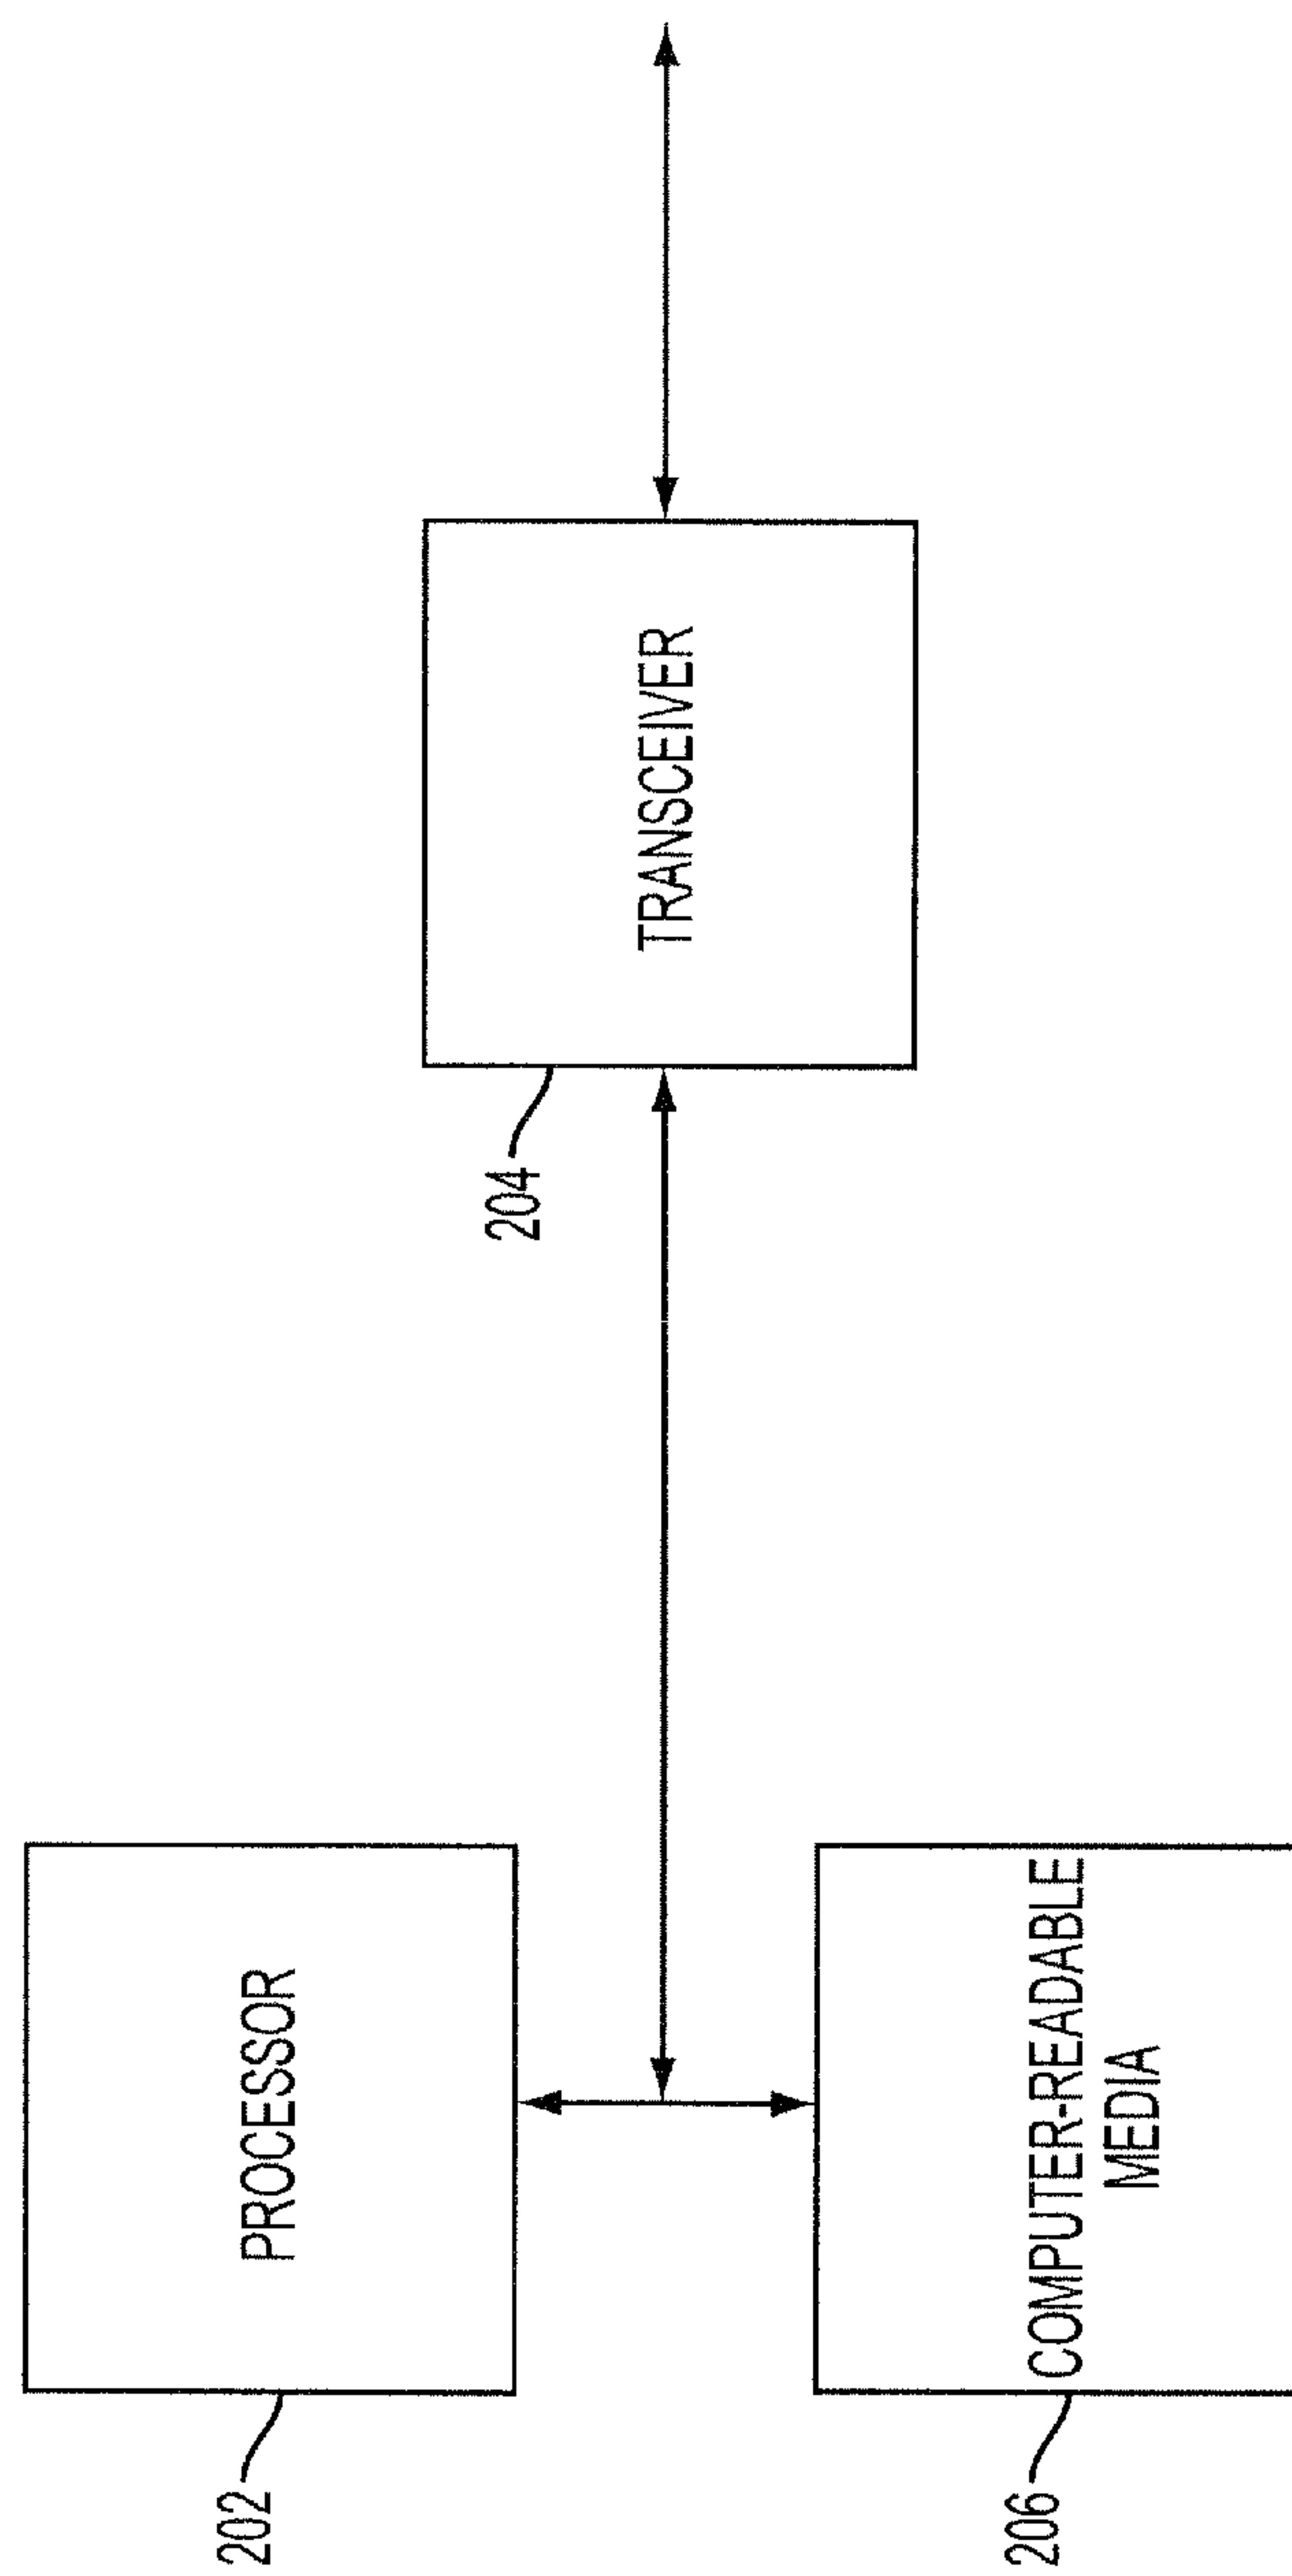 PROCESSOR
202
TRANSCEIVER
204
COMPUTER-READABLE
MEDIA
206